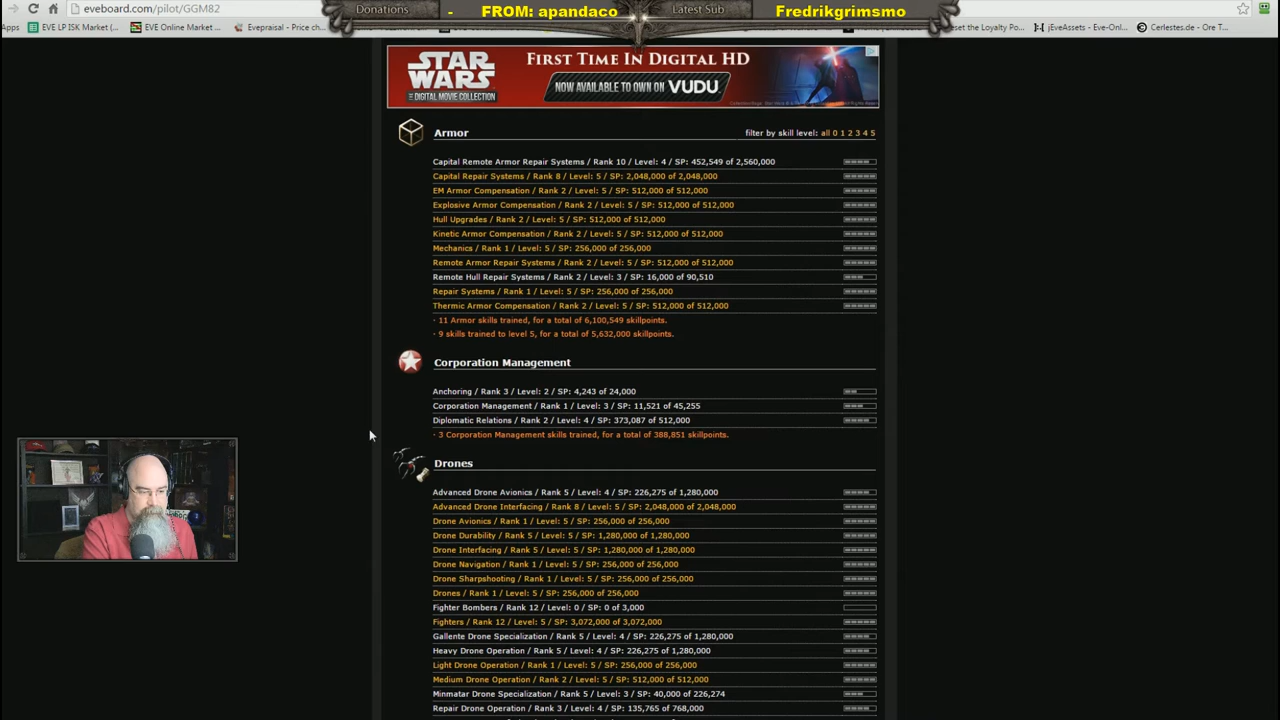 eveboard.com/pilot/GGM82
Donations
- FROM: apandaco
Latest Sub
Fredrikgrimsmo
Apps
EVE LP ISK Market (
EVE Online Market
Evepraisal - Price ch
eset the Loyalty Po
jEveAssets - Eve-Onl
Cerlestes.de - Ore T
STAR WARS
DIGITAL MOVIE COLLECTION
FIRST TIME IN DIGITAL HD
NOW AVAILABLE TO OWN ON VUDU
Armor
filter by skill level: all 0 1 2 3 4 5
Capital Remote Armor Repair Systems / Rank 10 / Level: 4 / SP: 452,549 of 2,560,000
Capital Repair Systems / Rank 8 / Level: 5 / SP: 2,048,000 of 2,048,000
EM Armor Compensation / Rank 2 / Level: 5 / SP: 512,000 of 512,000
Explosive Armor Compensation / Rank 2 / Level: 5 / SP: 512,000 of 512,000
Hull Upgrades / Rank 2 / Level: 5 / SP: 512,000 of 512,000
Kinetic Armor Compensation / Rank 2 / Level: 5 / SP: 512,000 of 512,000
Mechanics / Rank 1 / Level: 5 / SP: 256,000 of 256,000
Remote Armor Repair Systems / Rank 2 / Level: 5 / SP: 512,000 of 512,000
Remote Hull Repair Systems / Rank 2 / Level: 3 / SP: 16,000 of 90,510
Repair Systems / Rank 1 / Level: 5 / SP: 256,000 of 256,000
Thermic Armor Compensation / Rank 2 / Level: 5 / SP: 512,000 of 512,000
· 11 Armor skills trained, for a total of 6,100,549 skillpoints.
· 9 skills trained to level 5, for a total of 5,632,000 skillpoints.
Corporation Management
Anchoring / Rank 3 / Level: 2 / SP: 4,243 of 24,000
Corporation Management / Rank 1 / Level: 3 / SP: 11,521 of 45,255
Diplomatic Relations / Rank 2 / Level: 4 / SP: 373,087 of 512,000
· 3 Corporation Management skills trained, for a total of 388,851 skillpoints.
Drones
Advanced Drone Avionics / Rank 5 / Level: 4 / SP: 226,275 of 1,280,000
Advanced Drone Interfacing / Rank 8 / Level: 5 / SP: 2,048,000 of 2,048,000
Drone Avionics / Rank 1 / Level: 5 / SP: 256,000 of 256,000
Drone Durability / Rank 5 / Level: 5 / SP: 1,280,000 of 1,280,000
Drone Interfacing / Rank 5 / Level: 5 / SP: 1,280,000 of 1,280,000
Drone Navigation / Rank 1 / Level: 5 / SP: 256,000 of 256,000
Drone Sharpshooting / Rank 1 / Level: 5 / SP: 256,000 of 256,000
Drones / Rank 1 / Level: 5 / SP: 256,000 of 256,000
Fighter Bombers / Rank 12 / Level: 0 / SP: 0 of 3,000
Fighters / Rank 12 / Level: 5 / SP: 3,072,000 of 3,072,000
Gallente Drone Specialization / Rank 5 / Level: 4 / SP: 226,275 of 1,280,000
Heavy Drone Operation / Rank 5 / Level: 4 / SP: 226,275 of 1,280,000
Light Drone Operation / Rank 1 / Level: 5 / SP: 256,000 of 256,000
Medium Drone Operation / Rank 2 / Level: 5 / SP: 512,000 of 512,000
Minmatar Drone Specialization / Rank 5 / Level: 3 / SP: 40,000 of 226,274
Repair Drone Operation / Rank 3 / Level: 4 / SP: 135,765 of 768,000